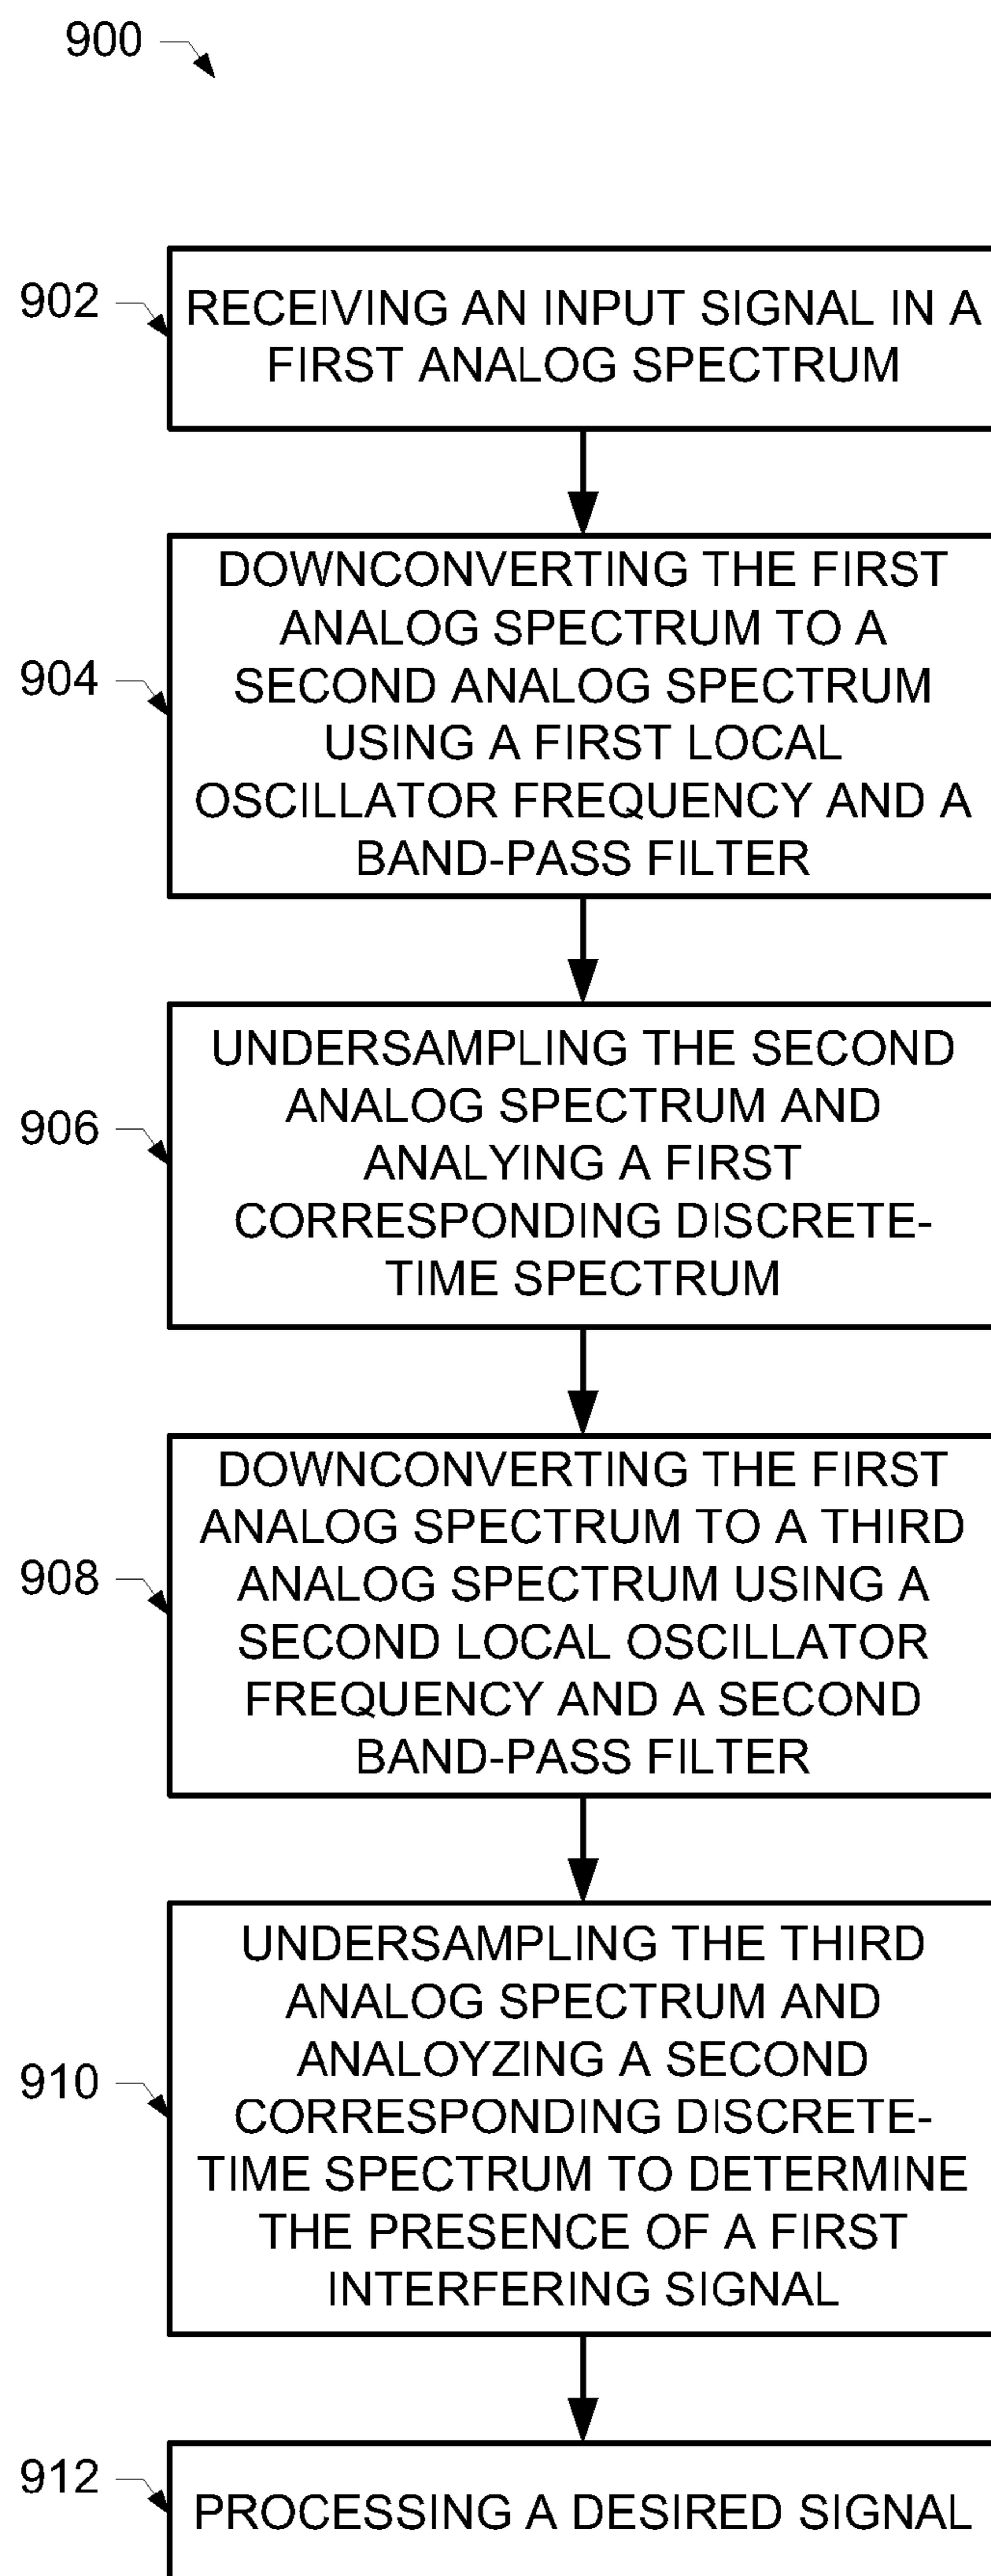 900
902
RECEIVING AN INPUT SIGNAL IN A
FIRST ANALOG SPECTRUM
904
DOWNCONVERTING THE FIRST
ANALOG SPECTRUM TO A
SECOND ANALOG SPECTRUM
USING A FIRST LOCAL
OSCILLATOR FREQUENCY AND A
BAND-PASS FILTER
906
UNDERSAMPLING THE SECOND
ANALOG SPECTRUM AND
ANALYING A FIRST
CORRESPONDING DISCRETE-
TIME SPECTRUM
908
DOWNCONVERTING THE FIRST
ANALOG SPECTRUM TO A THIRD
ANALOG SPECTRUM USING A
SECOND LOCAL OSCILLATOR
FREQUENCY AND A SECOND
BAND-PASS FILTER
910
UNDERSAMPLING THE THIRD
ANALOG SPECTRUM AND
ANALOYZING A SECOND
CORRESPONDING DISCRETE-
TIME SPECTRUM TO DETERMINE
THE PRESENCE OF A FIRST
INTERFERING SIGNAL
912
PROCESSING A DESIRED SIGNAL